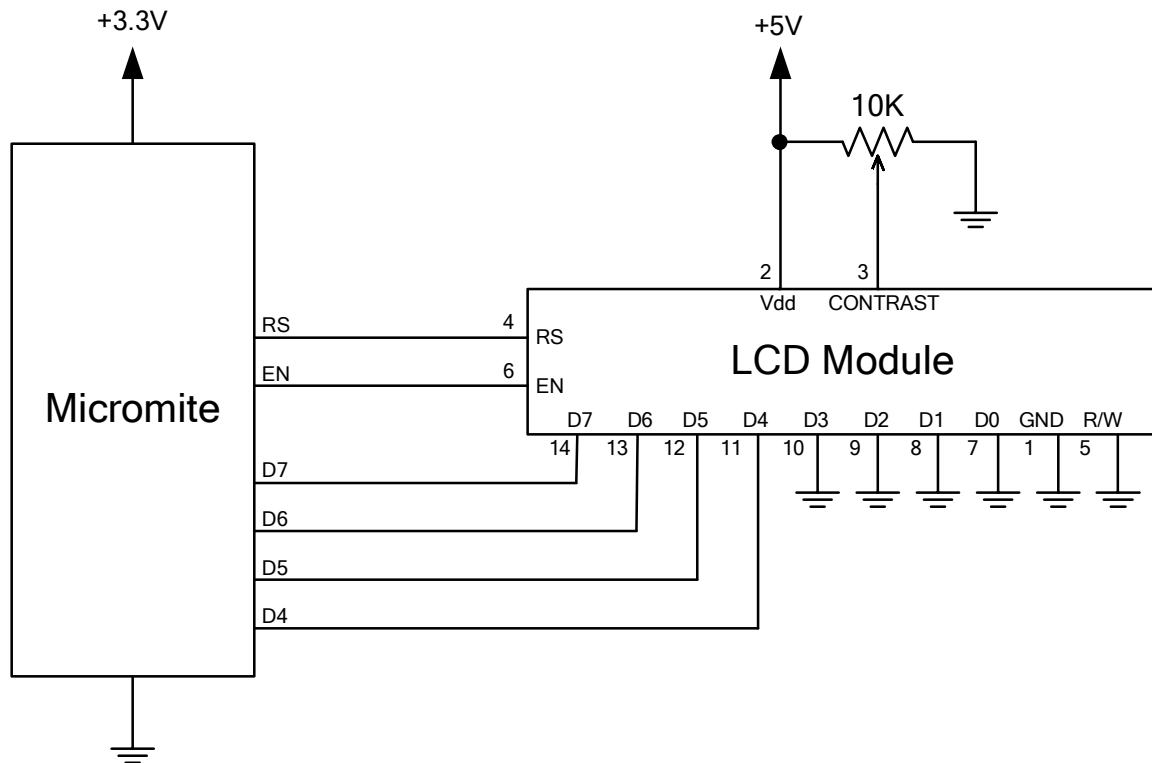 +3.3V
+5V
10K
2 3
Vdd CONTRAST
RS 4 RS
LCD Module
EN 6 EN
Micromite
D7 D6 D5 D4 D3 D2 D1 D0 GND R/W
14 13 12 11 10 9 8 7 1 5
D7
D6
D5
D4